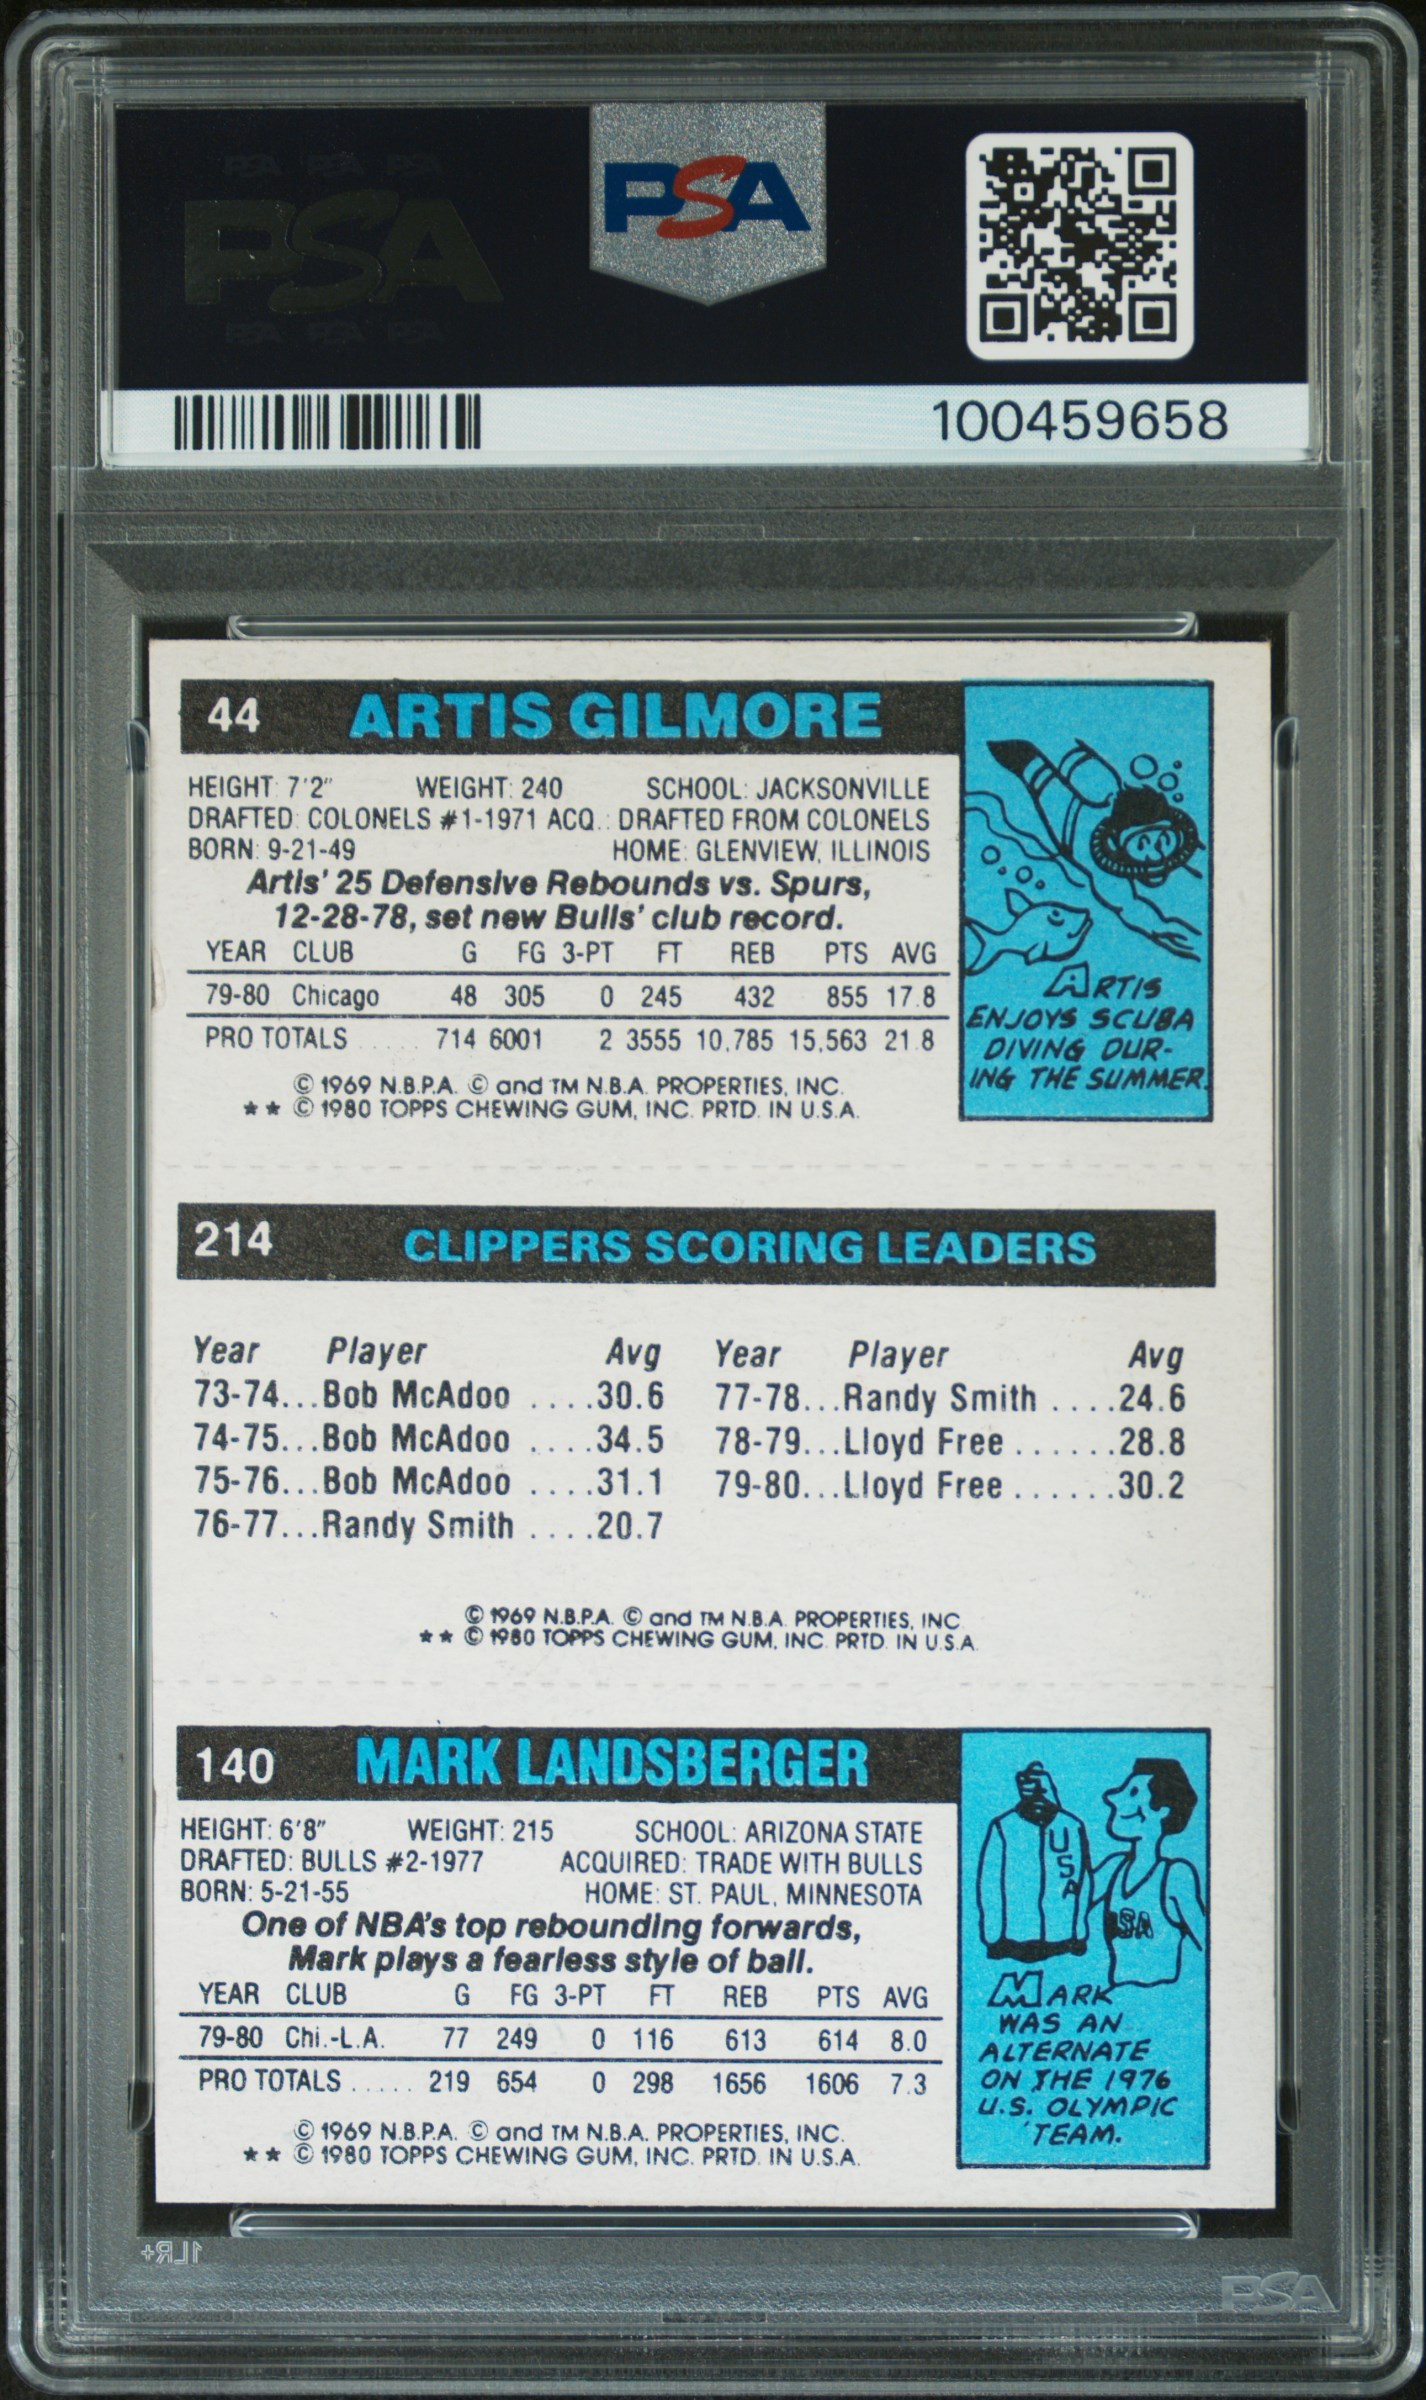 PSA PSA PSA
PSA
PSA PSA PSA
PSA
100459658
44 ARTIS GILMORE
HEIGHT: 7'2" WEIGHT: 240 SCHOOL: JACKSONVILLE
DRAFTED: COLONELS #1-1971 ACQ.: DRAFTED FROM COLONELS
BORN: 9-21-49 HOME: GLENVIEW, ILLINOIS
Artis' 25 Defensive Rebounds vs. Spurs,
12-28-78, set new Bulls' club record.
YEAR CLUB G FG 3-PT FT REB PTS AVG
79-80 Chicago 48 305 0 245 432 855 17.8
PRO TOTALS ..... 714 6001 2 3555 10,785 15,563 21.8
© 1969 N.B.P.A. © and TM N.B.A. PROPERTIES, INC.
** © 1980 TOPPS CHEWING GUM, INC. PRTD. IN U.S.A.
ARTIS
ENJOYS SCUBA
DIVING DUR-
ING THE SUMMER.
214 CLIPPERS SCORING LEADERS
Year Player Avg Year Player Avg
73-74...Bob McAdoo ....30.6 77-78...Randy Smith ....24.6
74-75...Bob McAdoo ....34.5 78-79...Lloyd Free ......28.8
75-76...Bob McAdoo ....31.1 79-80...Lloyd Free ......30.2
76-77...Randy Smith ....20.7
© 1969 N.B.P.A. © and TM N.B.A. PROPERTIES, INC.
** © 1980 TOPPS CHEWING GUM, INC. PRTD. IN U.S.A.
140 MARK LANDSBERGER
HEIGHT: 6'8" WEIGHT: 215 SCHOOL: ARIZONA STATE
DRAFTED: BULLS #2-1977 ACQUIRED: TRADE WITH BULLS
BORN: 5-21-55 HOME: ST. PAUL, MINNESOTA
One of NBA's top rebounding forwards,
Mark plays a fearless style of ball.
YEAR CLUB G FG 3-PT FT REB PTS AVG
79-80 Chi.-L.A. 77 249 0 116 613 614 8.0
PRO TOTALS ..... 219 654 0 298 1656 1606 7.3
© 1969 N.B.P.A. © and TM N.B.A. PROPERTIES, INC.
** © 1980 TOPPS CHEWING GUM, INC. PRTD. IN U.S.A.
USA
USA
MARK
WAS AN
ALTERNATE
ON THE 1976
U.S. OLYMPIC
TEAM.
1LR+
PSA